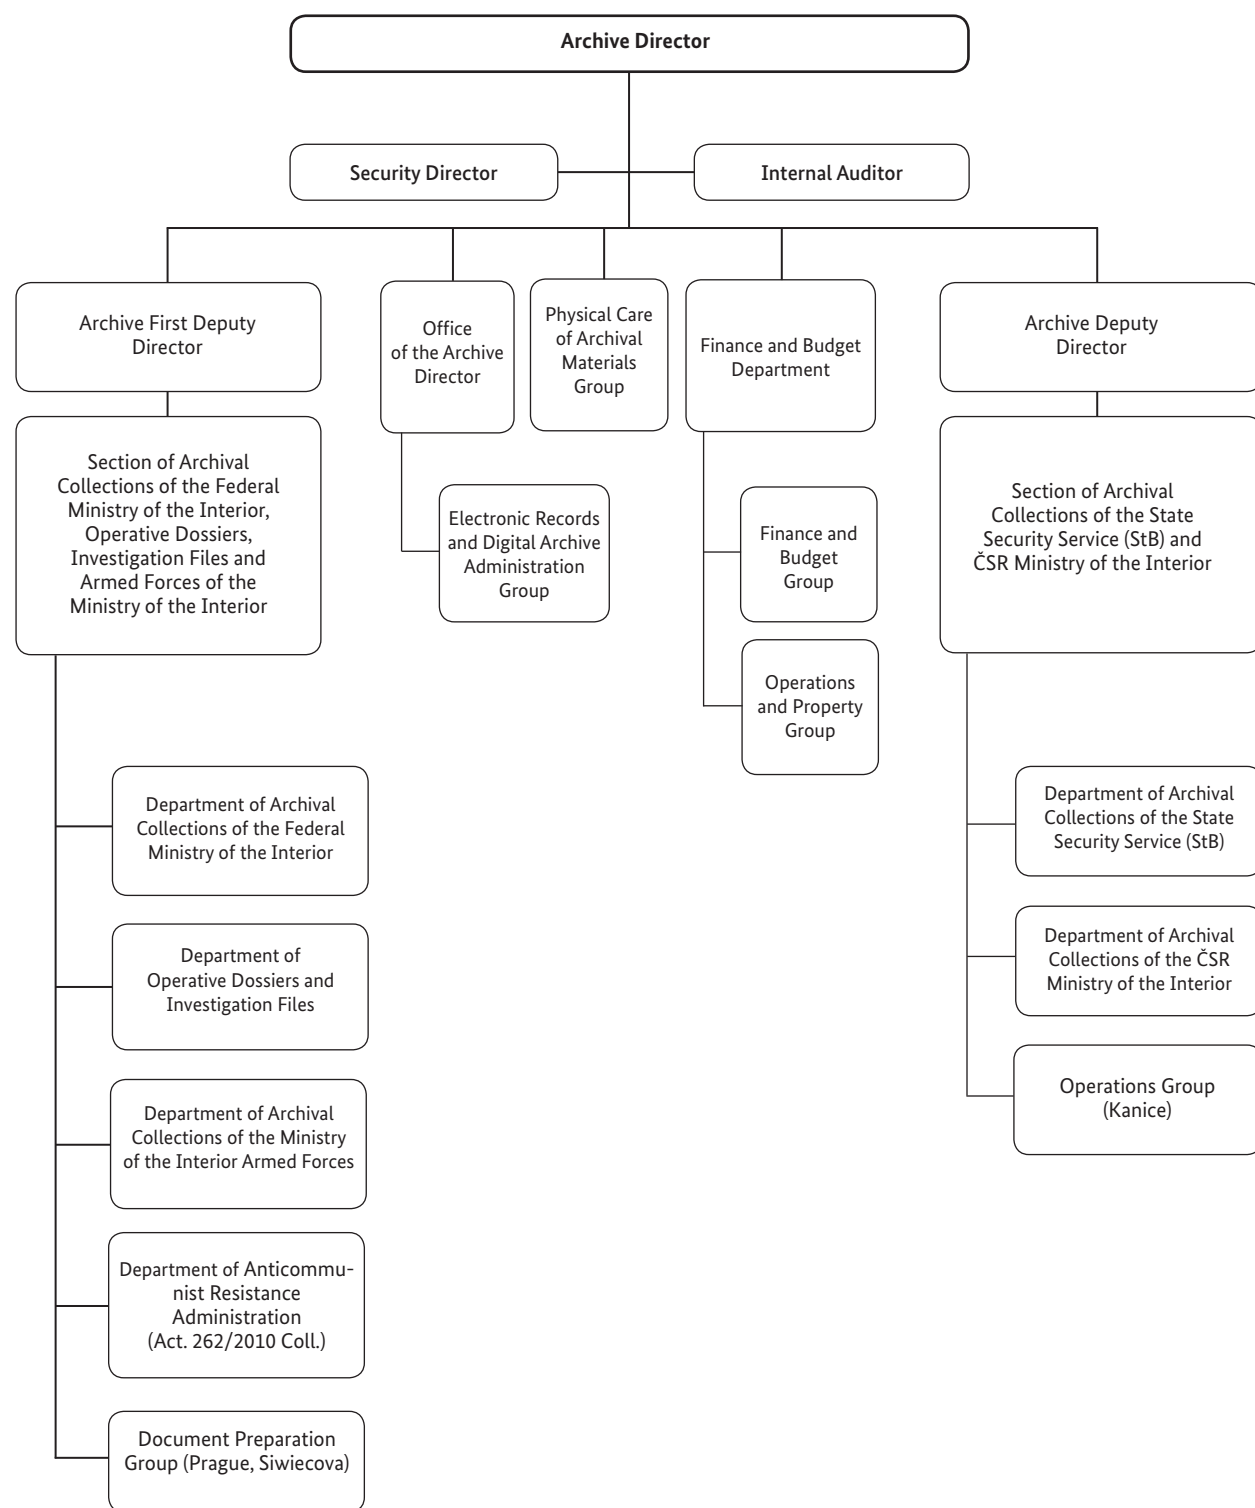 Archive Director
Security Director
Internal Auditor
Archive First Deputy
Director
Office
of the Archive
Director
Physical Care
of Archival
Materials
Group
Finance and Budget
Department
Archive Deputy
Director
Section of Archival
Collections of the Federal
Ministry of the Interior,
Operative Dossiers,
Investigation Files and
Armed Forces of the
Ministry of the Interior
Electronic Records
and Digital Archive
Administration
Group
Finance and
Budget
Group
Operations
and Property
Group
Section of Archival
Collections of the State
Security Service (StB) and
ČSR Ministry of the Interior
Department of Archival
Collections of the Federal
Ministry of the Interior
Department of
Operative Dossiers and
Investigation Files
Department of Archival
Collections of the Ministry
of the Interior Armed Forces
Department of Anticommu-
nist Resistance
Administration
(Act. 262/2010 Coll.)
Document Preparation
Group (Prague, Siwiecova)
Department of Archival
Collections of the State
Security Service (StB)
Department of Archival
Collections of the ČSR
Ministry of the Interior
Operations Group
(Kanice)